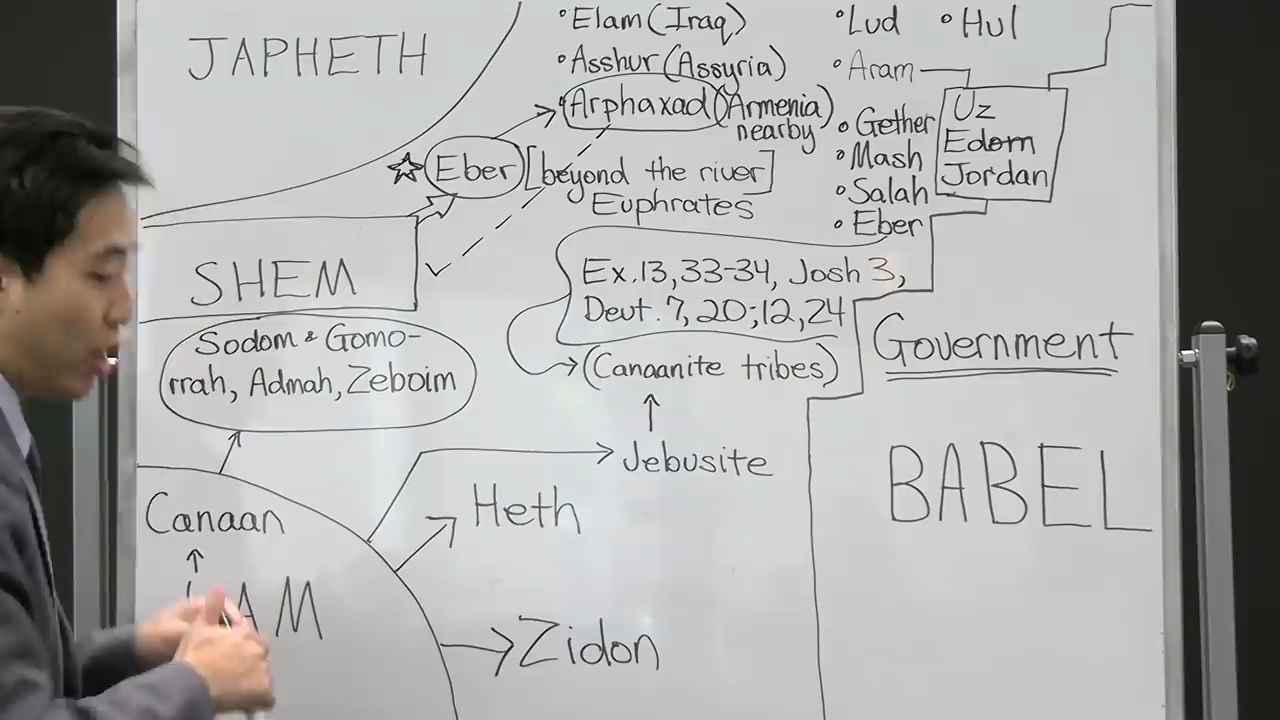 JAPHETH
• Elam (Iraq)
• Asshur (Assyria)
• Arphaxad (Armenia)
nearby
☆ Eber [beyond the river]
Euphrates
• Lud • Hul
• Aram
• Gether
• Mash
• Salah
• Eber
Uz
Edom
Jordan
SHEM
Ex.13,33-34, Josh 3,
Deut. 7,20;12,24
(Canaanite tribes)
Sodom & Gomo-
rrah, Admah, Zeboim
Government
BABEL
Jebusite
Heth
Canaan
Zidon